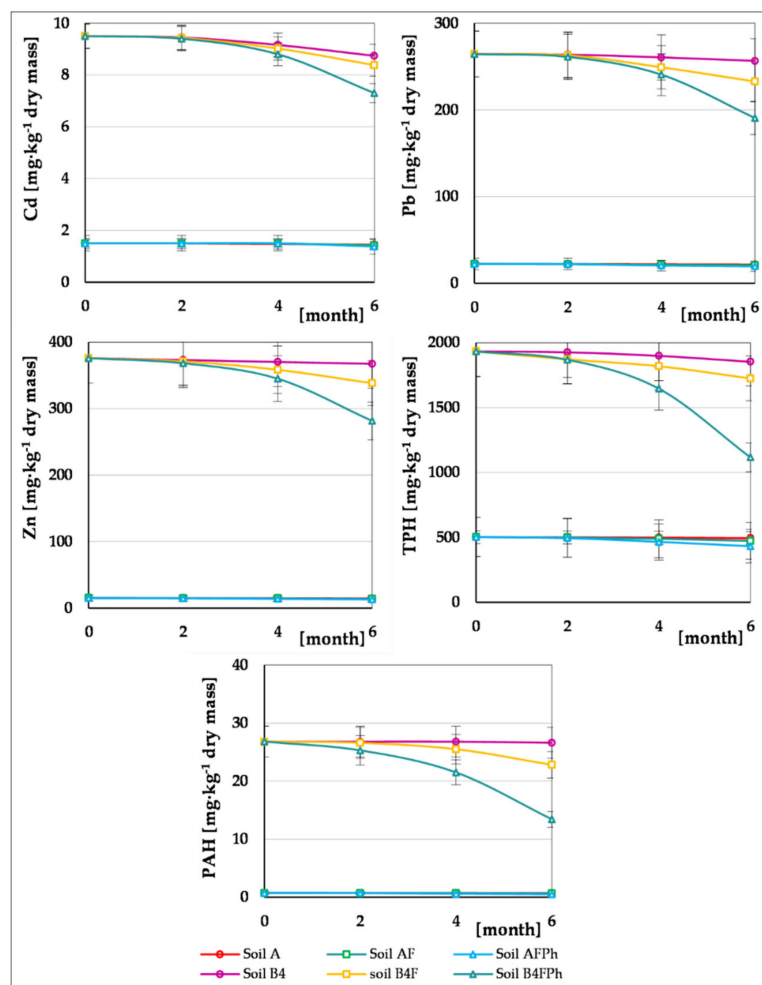 Cd [mg·kg⁻¹ dry mass]
10
8
6
4
2
0
0 2 4 6
[month]
Pb [mg·kg⁻¹ dry mass]
300
200
100
0
0 2 4 6
[month]
Zn [mg·kg⁻¹ dry mass]
400
300
200
100
0
0 2 4 6
[month]
TPH [mg·kg⁻¹ dry mass]
2000
1500
1000
500
0
0 2 4 6
[month]
PAH [mg·kg⁻¹ dry mass]
40
30
20
10
0
0 2 4 6
[month]
Soil A Soil AF Soil AFPh
Soil B4 soil B4F Soil B4FPh